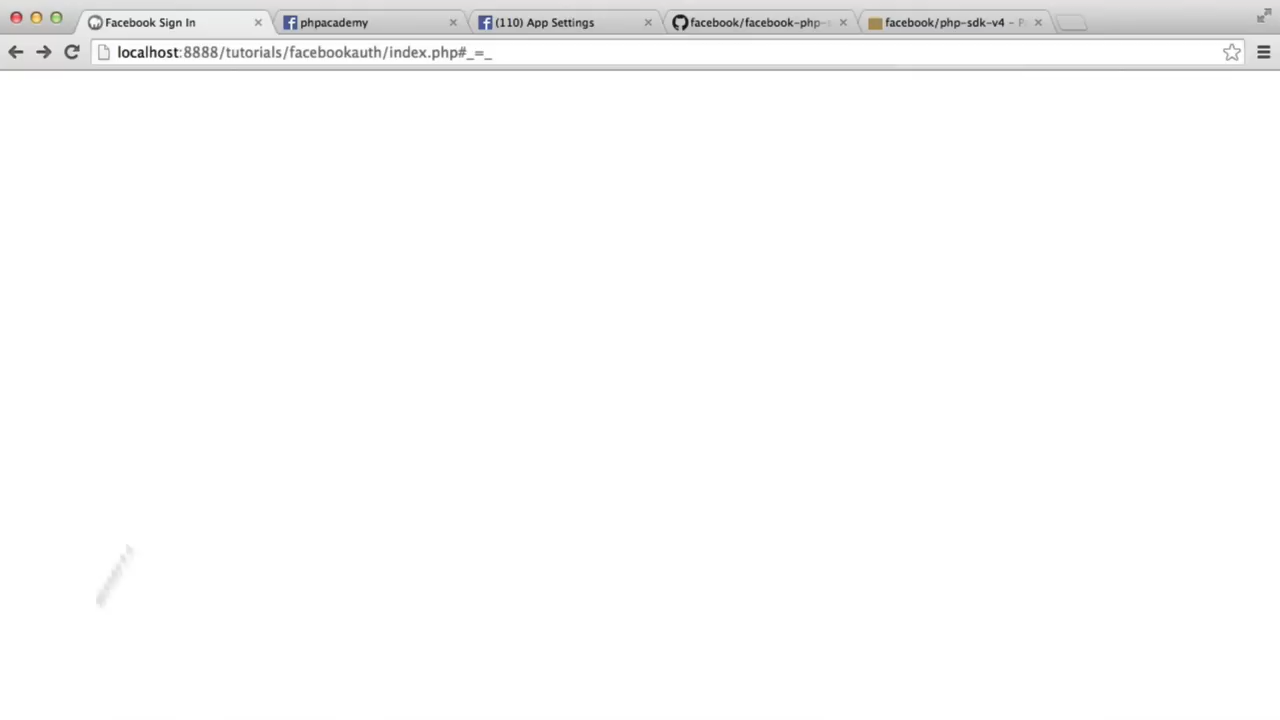 Facebook Sign In
phpacademy
(110) App Settings
facebook/facebook-php-s
facebook/php-sdk-v4 - P
localhost:8888/tutorials/facebookauth/index.php#_=_